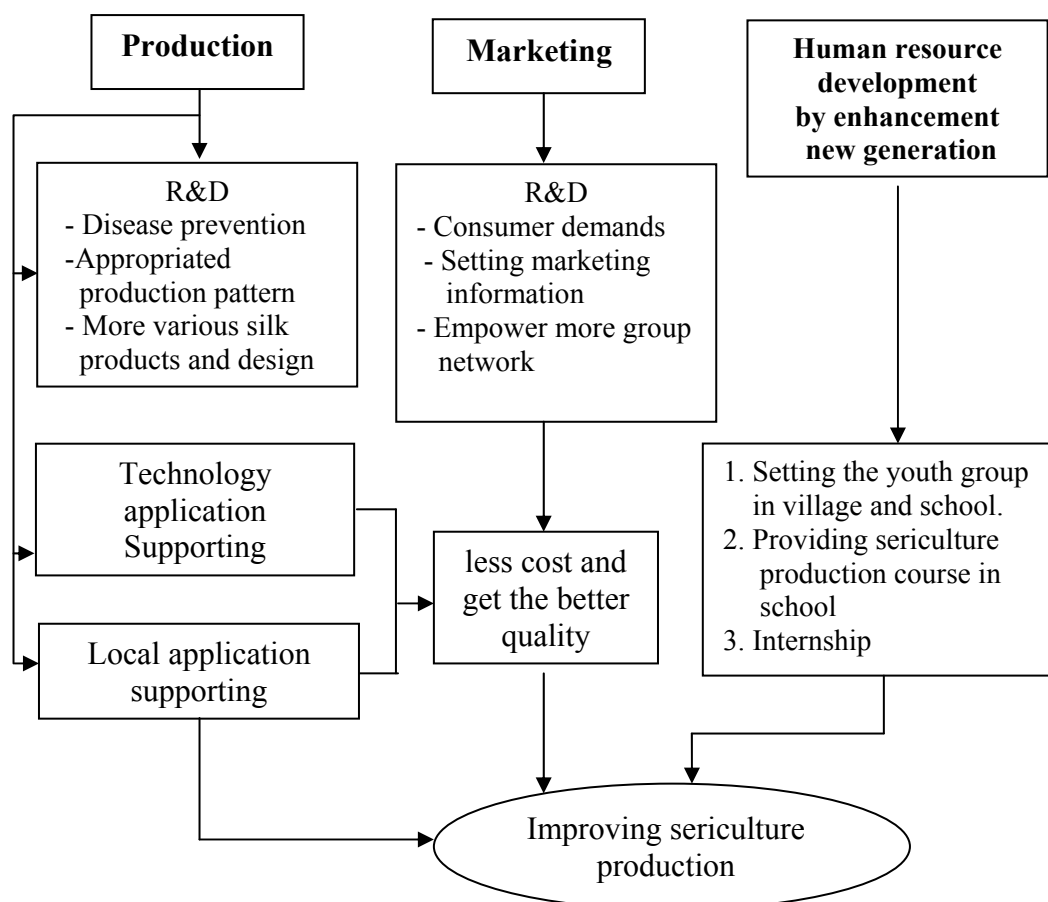 Production
Marketing
Human resource
development
by enhancement
new generation
R&D
- Disease prevention
-Appropriated
production pattern
- More various silk
products and design
R&D
- Consumer demands
- Setting marketing
information
- Empower more group
network
Technology
application
Supporting
Local application
supporting
less cost and
get the better
quality
1. Setting the youth group
in village and school.
2. Providing sericulture
production course in
school
3. Internship
Improving sericulture
production